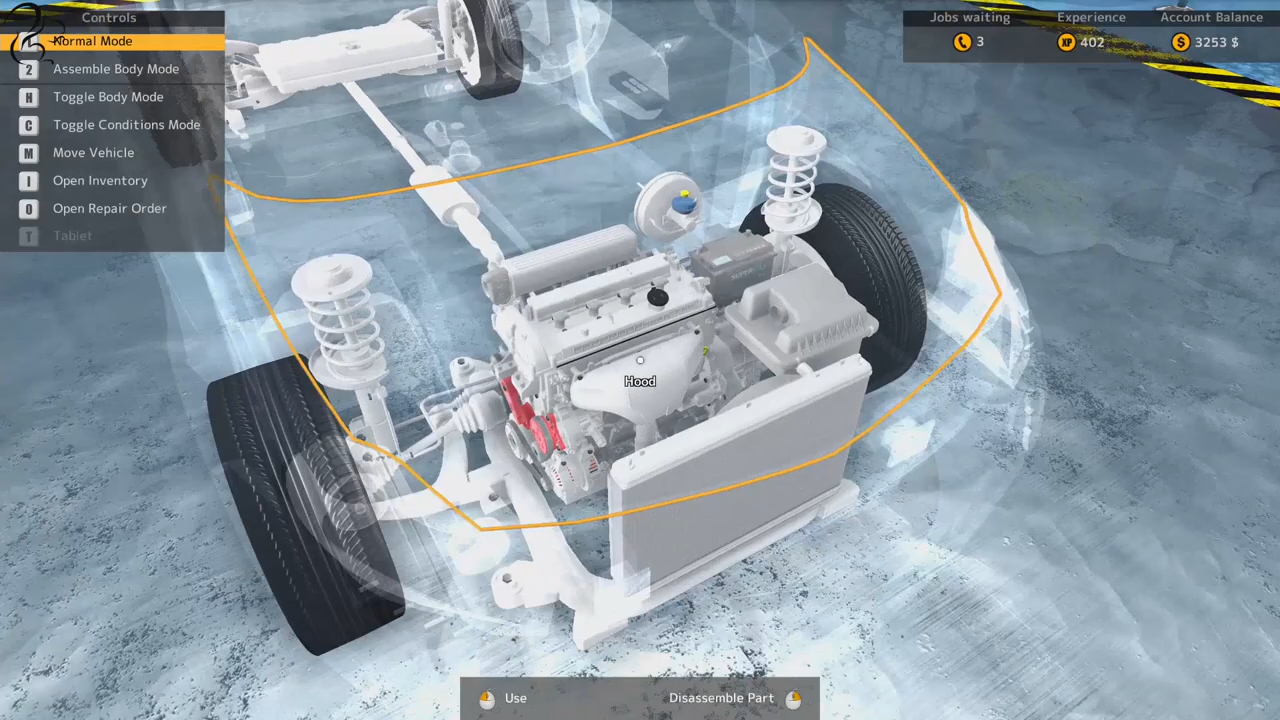 Controls
Normal Mode
2 Assemble Body Mode
H Toggle Body Mode
C Toggle Conditions Mode
M Move Vehicle
I Open Inventory
O Open Repair Order
T Tablet
Jobs waiting Experience Account Balance
3 XP 402 $ 3253 $
Hood
Use Disassemble Part